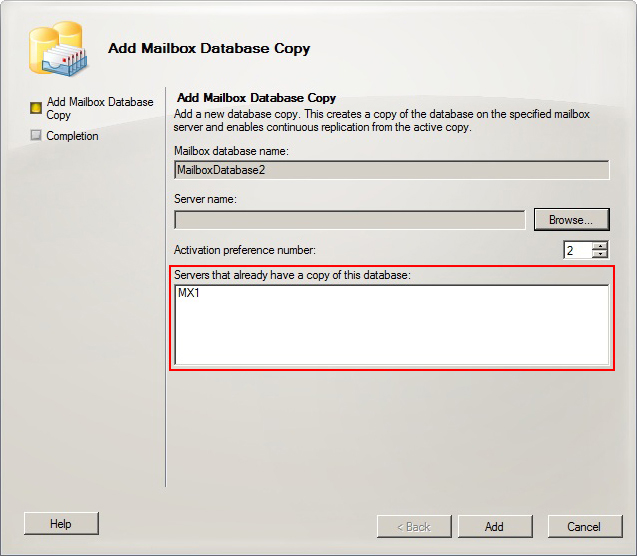 Add Mailbox Database Copy
Add Mailbox Database
Copy
Completion
Add Mailbox Database Copy
Add a new database copy. This creates a copy of the database on the specified mailbox
server and enables continuous replication from the active copy.
Mailbox database name:
MailboxDatabase2
Server name:
Browse...
Activation preference number:
2
Servers that already have a copy of this database:
MX1
Help
< Back
Add
Cancel